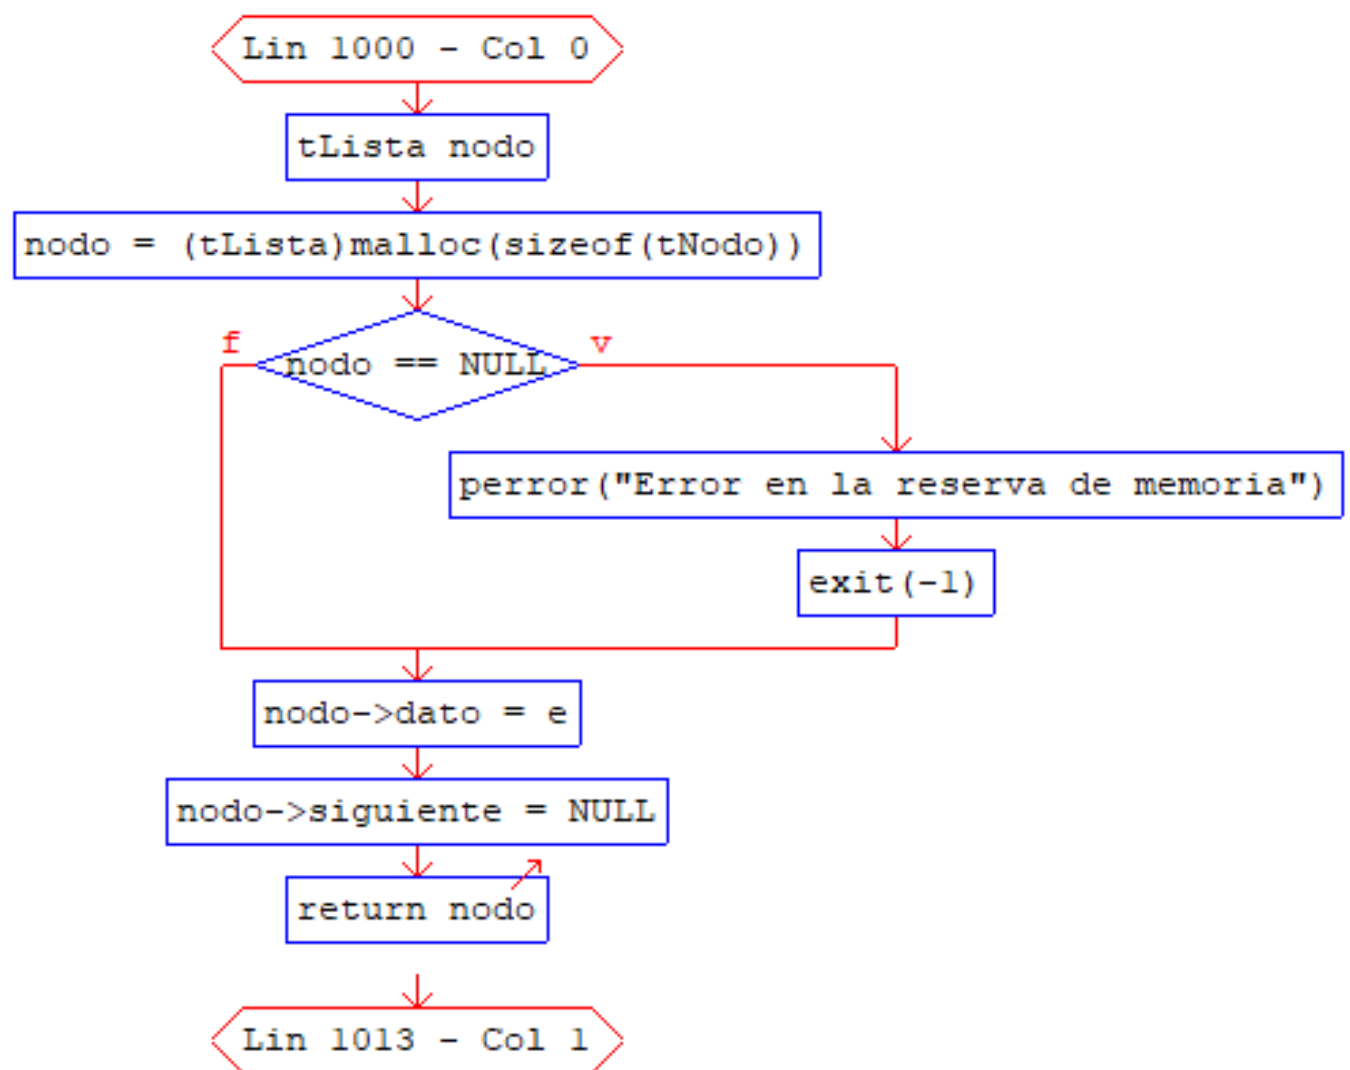 Lin 1000 - Col 0
tLista nodo
nodo = (tLista)malloc(sizeof(tNodo))
f
v
nodo == NULL
perror("Error en la reserva de memoria")
exit(-1)
nodo->dato = e
nodo->siguiente = NULL
return nodo
Lin 1013 - Col 1